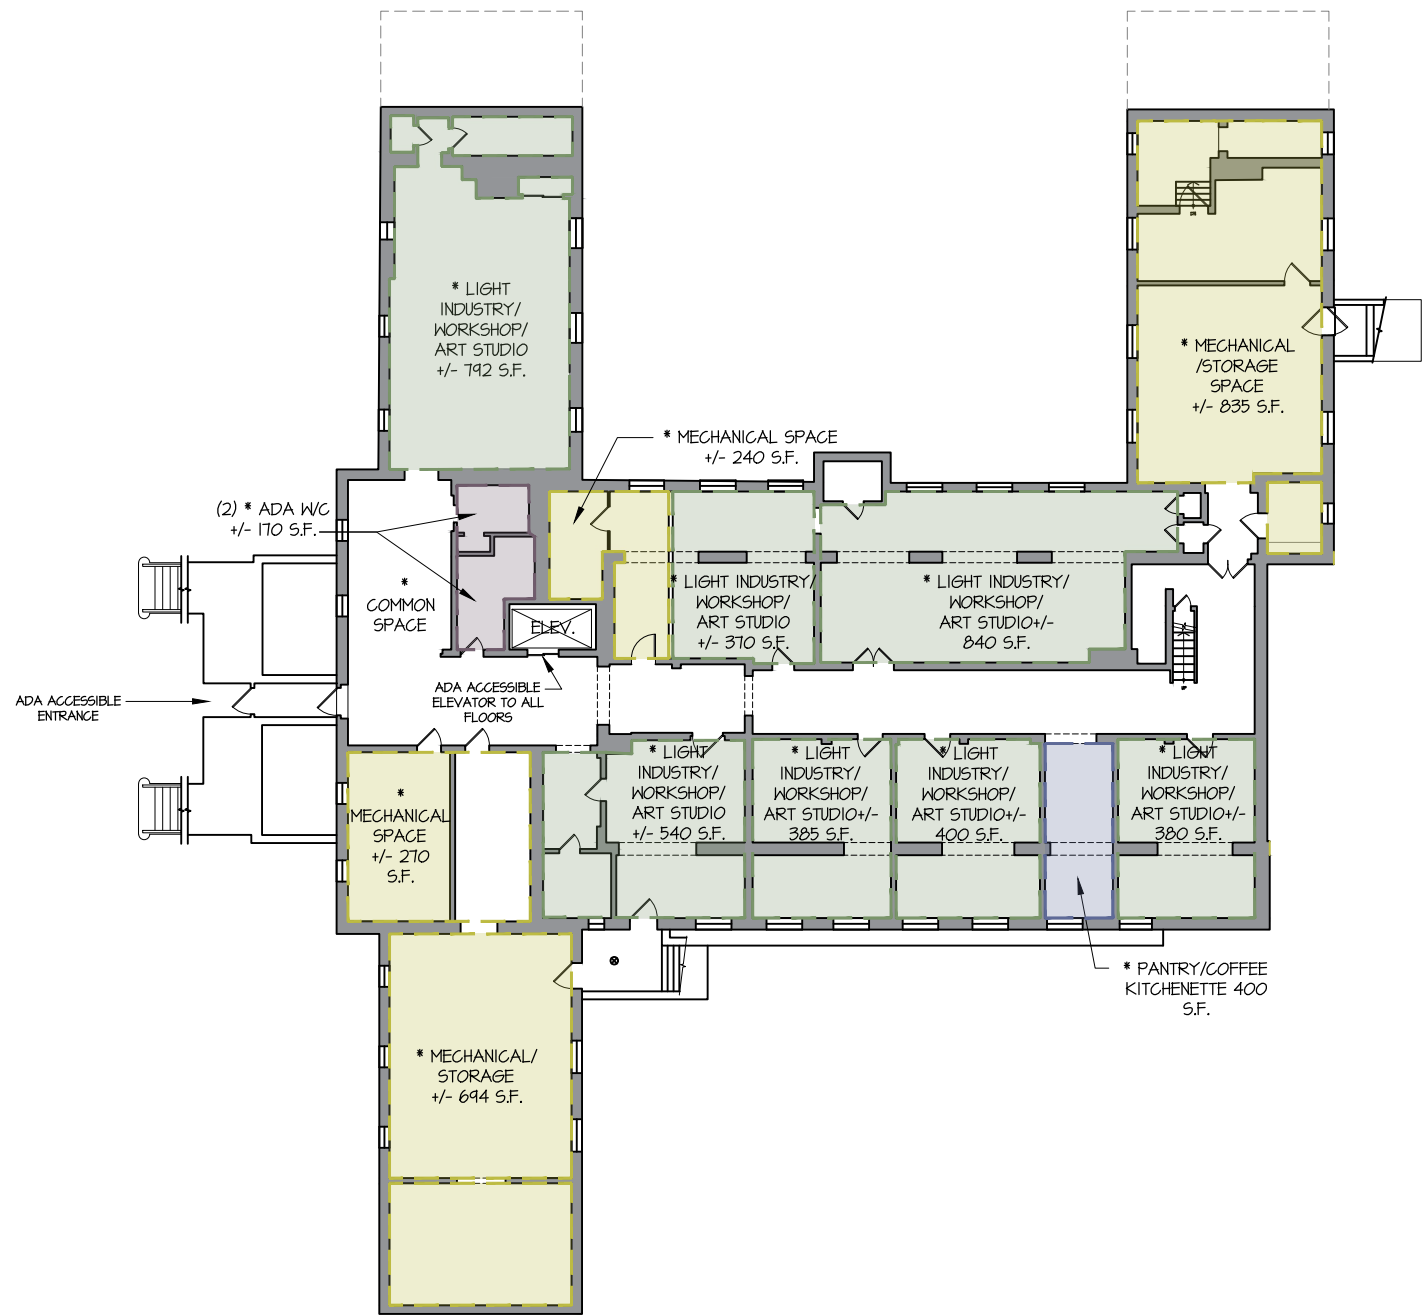 * LIGHT
INDUSTRY/
WORKSHOP/
ART STUDIO
+/- 792 S.F.
* MECHANICAL
/STORAGE
SPACE
+/- 835 S.F.
* MECHANICAL SPACE
+/- 240 S.F.
(2) * ADA W/C
+/- 170 S.F.
*
COMMON
SPACE
ELEV.
* LIGHT INDUSTRY/
WORKSHOP/
ART STUDIO
+/- 370 S.F.
* LIGHT INDUSTRY/
WORKSHOP/
ART STUDIO+/-
840 S.F.
ADA ACCESSIBLE
ENTRANCE
ADA ACCESSIBLE
ELEVATOR TO ALL
FLOORS
*
MECHANICAL
SPACE
+/- 270
S.F.
* LIGHT
INDUSTRY/
WORKSHOP/
ART STUDIO
+/- 540 S.F.
* LIGHT
INDUSTRY/
WORKSHOP/
ART STUDIO+/-
385 S.F.
* LIGHT
INDUSTRY/
WORKSHOP/
ART STUDIO+/-
400 S.F.
* LIGHT
INDUSTRY/
WORKSHOP/
ART STUDIO+/-
380 S.F.
* PANTRY/COFFEE
KITCHENETTE 400
S.F.
* MECHANICAL/
STORAGE
+/- 694 S.F.